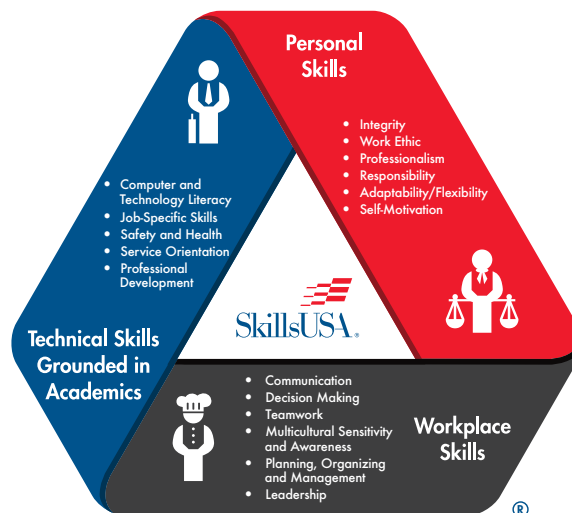 Personal
Skills
• Integrity
• Work Ethic
• Professionalism
• Responsibility
• Adaptability/Flexibility
• Self-Motivation
• Computer and
Technology Literacy
• Job-Specific Skills
• Safety and Health
• Service Orientation
• Professional
Development
Technical Skills
Grounded in
Academics
SkillsUSA®
• Communication
• Decision Making
• Teamwork
• Multicultural Sensitivity
and Awareness
• Planning, Organizing
and Management
• Leadership
Workplace
Skills
®